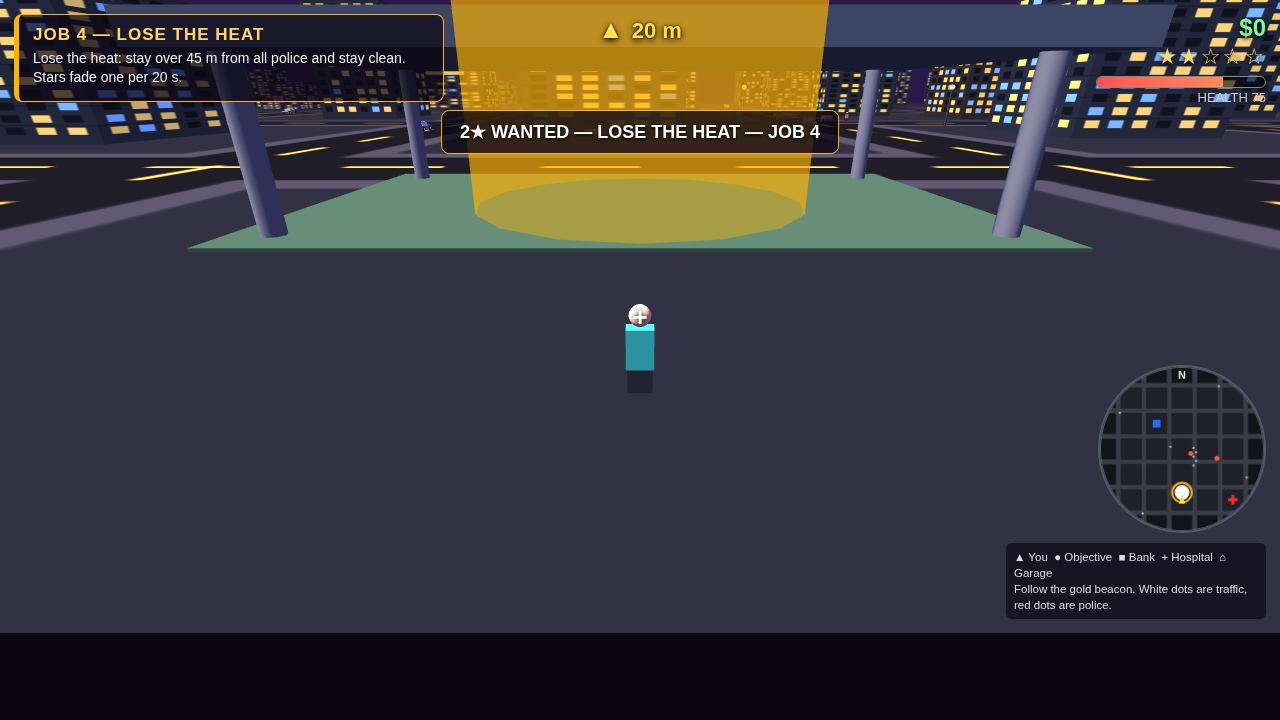 JOB 4 — LOSE THE HEAT
Lose the heat: stay over 45 m from all police and stay clean.
Stars fade one per 20 s.
▲ 20 m
$0
★★☆☆☆
HEALTH 75
2★ WANTED — LOSE THE HEAT — JOB 4
N
▲ You ● Objective ■ Bank + Hospital ⌂
Garage
Follow the gold beacon. White dots are traffic,
red dots are police.